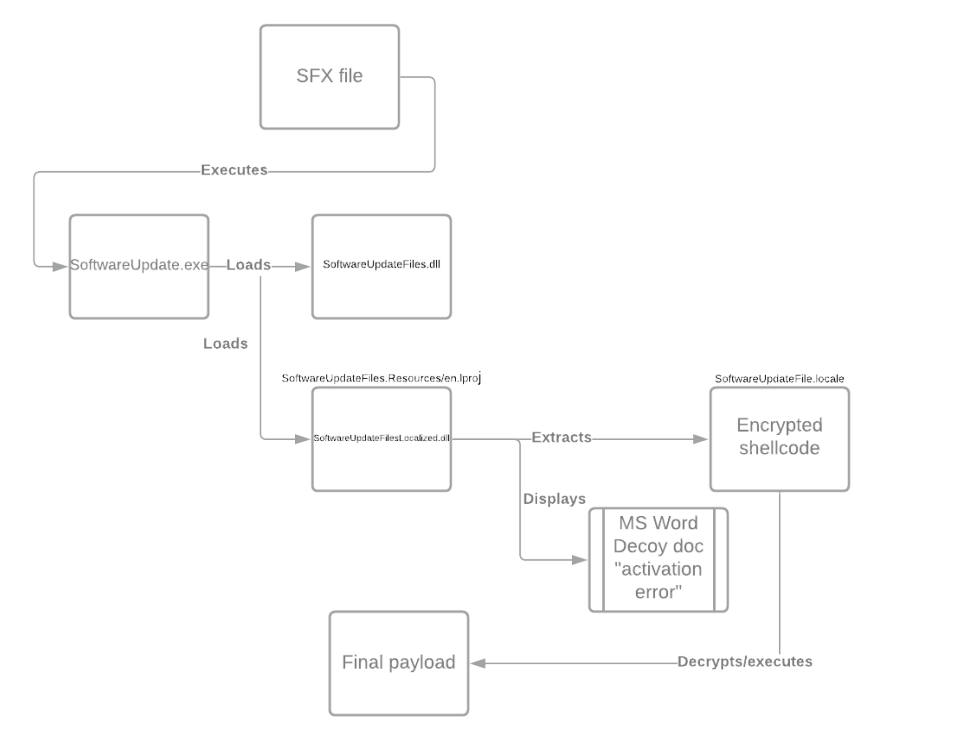 SFX file
Executes
SoftwareUpdate.exe
Loads
SoftwareUpdateFiles.dll
Loads
SoftwareUpdateFiles.Resources/en.lproj
SoftwareUpdateFilesLocalized.dll
Extracts
SoftwareUpdateFile.locale
Encrypted
shellcode
Displays
MS Word
Decoy doc
"activation
error"
Decrypts/executes
Final payload